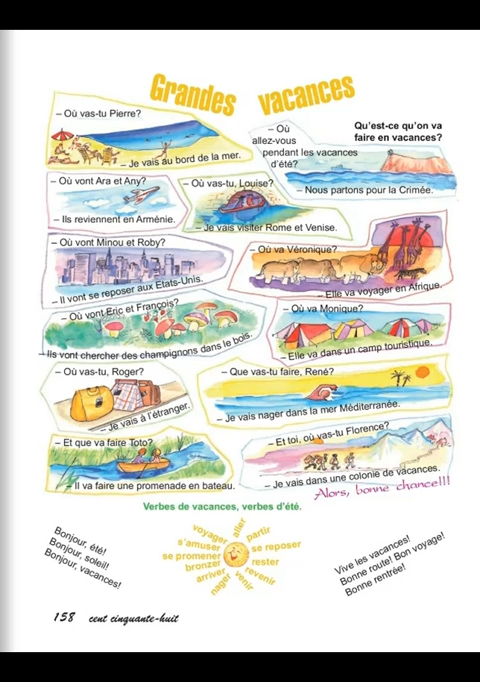 Grandes vacances
– Où vas-tu Pierre?
– Je vais au bord de la mer.
– Où
allez-vous
pendant les vacances
d'été?
Qu'est-ce qu'on va
faire en vacances?
– Nous partons pour la Crimée.
– Où vont Ara et Any?
– Ils reviennent en Arménie.
– Où vas-tu, Louise?
– Je vais visiter Rome et Venise.
– Où vont Minou et Roby?
– Il vont se reposer aux Etats-Unis.
– Où va Véronique?
– Elle va voyager en Afrique.
– Où vont Eric et François?
– Ils vont chercher des champignons dans le bois.
– Où va Monique?
– Elle va dans un camp touristique.
– Où vas-tu, Roger?
– Je vais à l'étranger.
– Que vas-tu faire, René?
– Je vais nager dans la mer Méditerranée.
– Et que va faire Toto?
– Il va faire une promenade en bateau.
– Et toi, où vas-tu Florence?
– Je vais dans une colonie de vacances.
Alors, bonne chance!!!
Verbes de vacances, verbes d'été.
Bonjour, été!
Bonjour, soleil!
Bonjour, vacances!
voyager
aller
partir
s'amuser
se reposer
se promener
rester
bronzer
revenir
arriver
venir
nager
Vive les vacances!
Bonne route! Bon voyage!
Bonne rentrée!
158 cent cinquante-huit